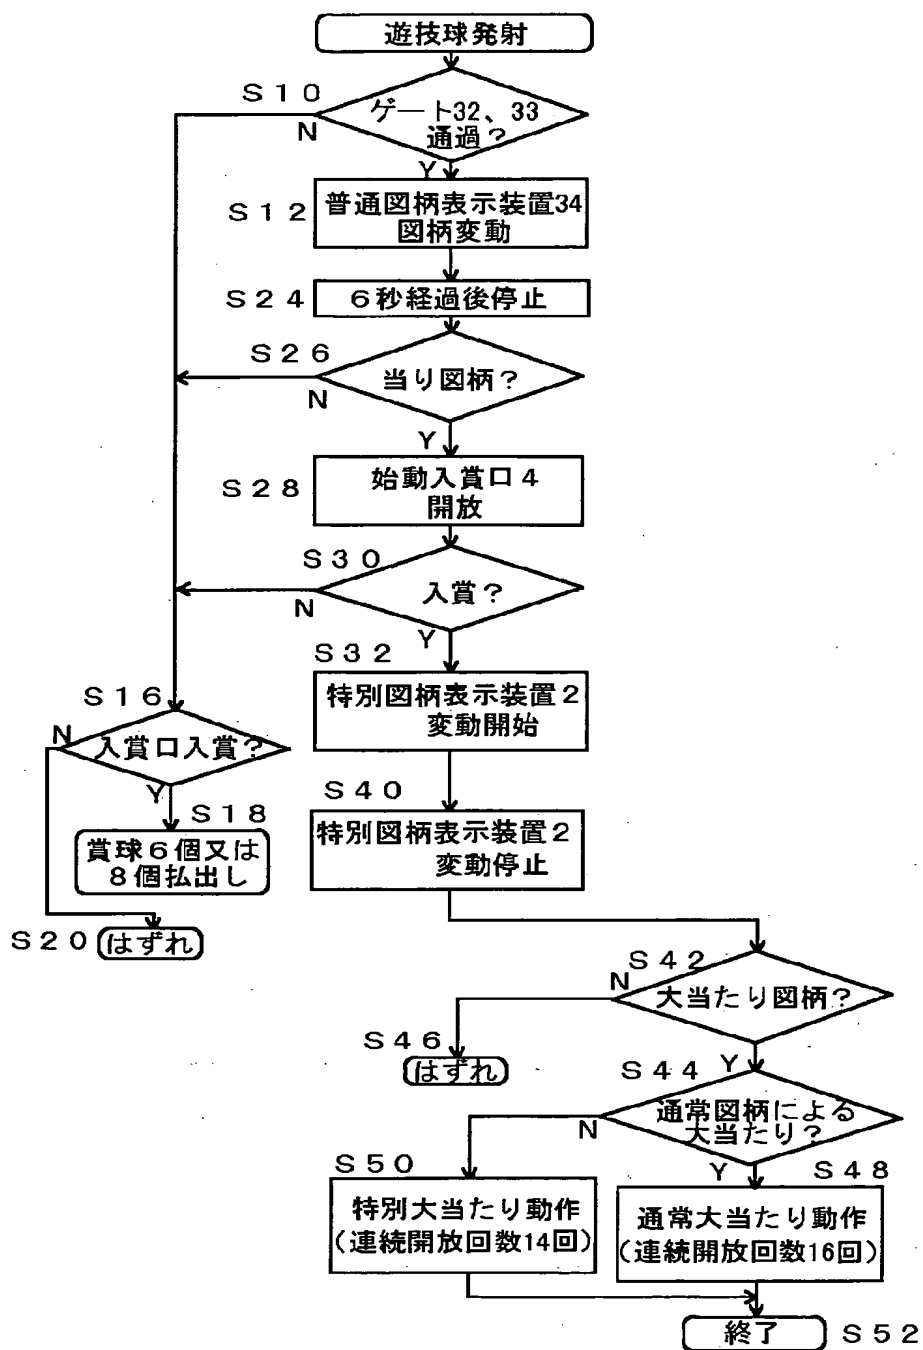 遊技球発射
S10
ゲート32、33
通過?
N
Y
S12
普通図柄表示装置34
図柄変動
S24
6秒経過後停止
S26
当り図柄?
N
Y
S28
始動入賞口4
開放
S30
入賞?
N
Y
S32
特別図柄表示装置2
変動開始
S16
入賞口入賞?
N
Y
S18
賞球6個又は
8個払出し
S20
はずれ
S40
特別図柄表示装置2
変動停止
S42
大当たり図柄?
N
Y
S46
はずれ
S44
通常図柄による
大当たり?
N
Y
S50
特別大当たり動作
(連続開放回数14回)
S48
通常大当たり動作
(連続開放回数16回)
終了
S52